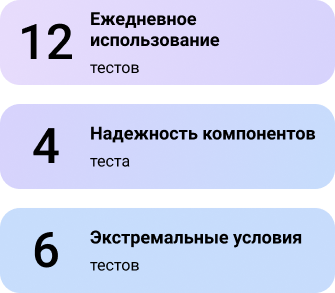 12
Ежедневное
использование
тестов
4
Надежность компонентов
теста
6
Экстремальные условия
тестов